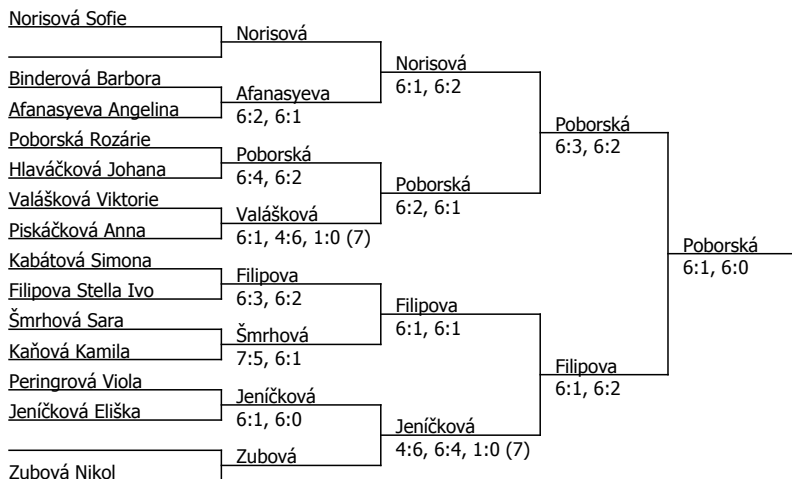 Norisová Sofie
Binderová Barbora
Afanasyeva Angelina
Poborská Rozárie
Hlaváčková Johana
Valášková Viktorie
Piskáčková Anna
Kabátová Simona
Filipova Stella Ivo
Šmrhová Sara
Kaňová Kamila
Peringrová Viola
Jeníčková Eliška
Zubová Nikol
Norisová
Afanasyeva
6:2, 6:1
Poborská
6:4, 6:2
Valášková
6:1, 4:6, 1:0 (7)
Filipova
6:3, 6:2
Šmrhová
7:5, 6:1
Jeníčková
6:1, 6:0
Zubová
Norisová
6:1, 6:2
Poborská
6:2, 6:1
Filipova
6:1, 6:1
Jeníčková
4:6, 6:4, 1:0 (7)
Poborská
6:3, 6:2
Filipova
6:1, 6:2
Poborská
6:1, 6:0